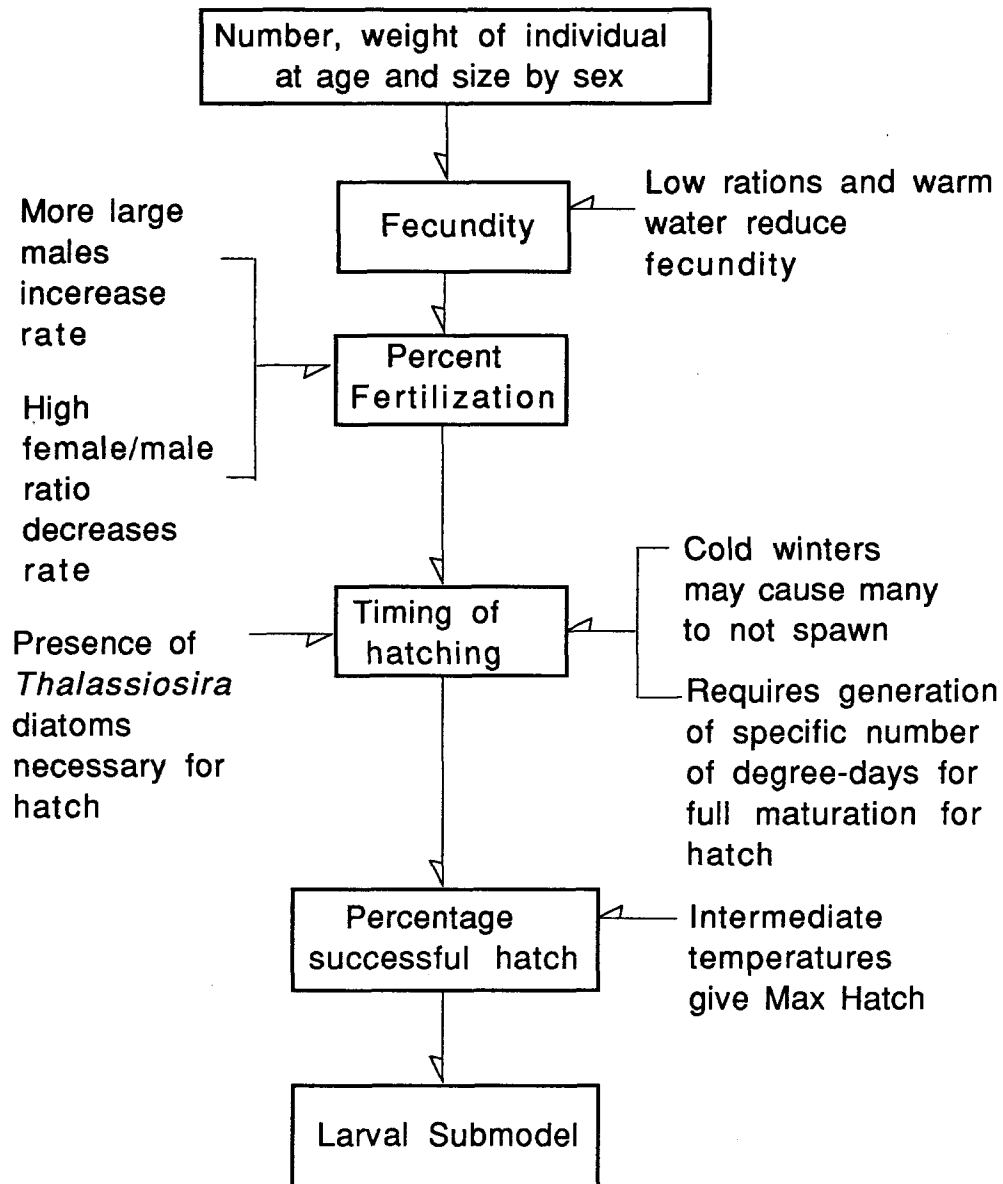 Number, weight of individual
at age and size by sex
Low rations and warm
water reduce
fecundity
Fecundity
More large
males
incerease
rate
Percent
Fertilization
High
female/male
ratio
decreases
rate
Cold winters
may cause many
to not spawn
Timing of
hatching
Presence of
Thalassiosira
diatoms
necessary for
hatch
Requires generation
of specific number
of degree-days for
full maturation for
hatch
Percentage
successful hatch
Intermediate
temperatures
give Max Hatch
Larval Submodel